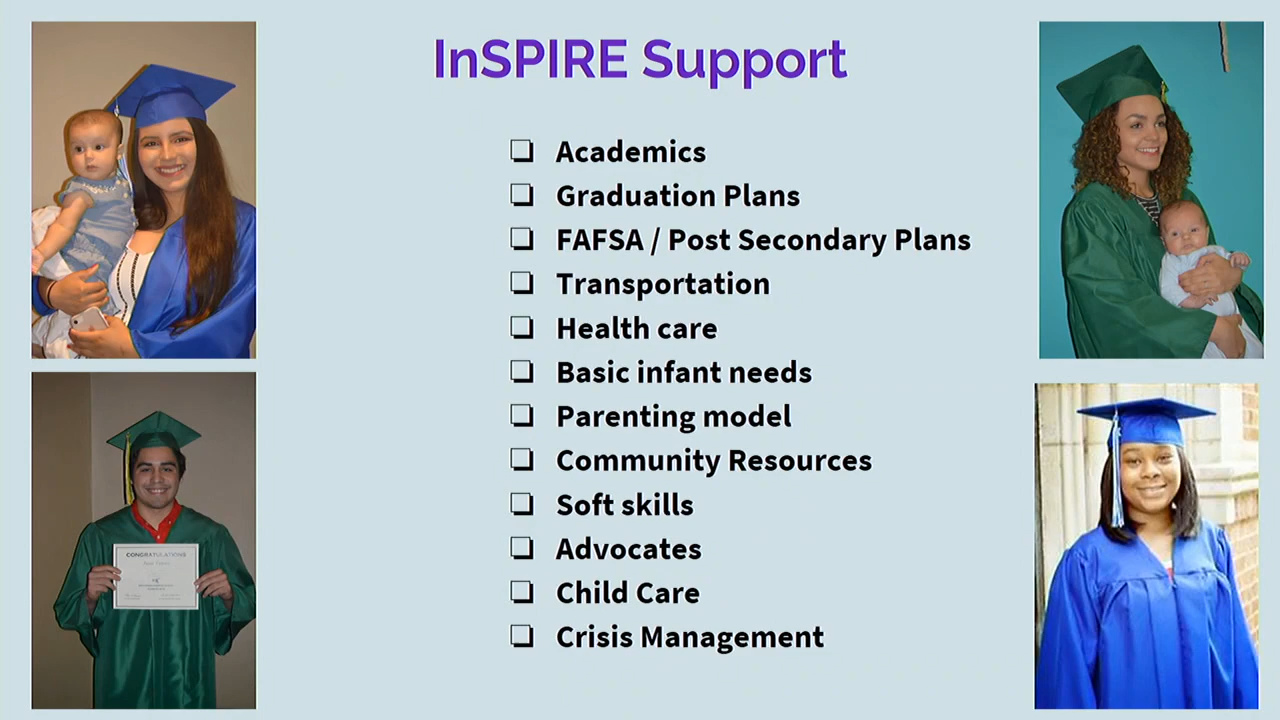 InSPIRE Support
Academics
Graduation Plans
FAFSA / Post Secondary Plans
Transportation
Health care
Basic infant needs
Parenting model
Community Resources
Soft skills
Advocates
Child Care
Crisis Management
CONGRATULATIONS